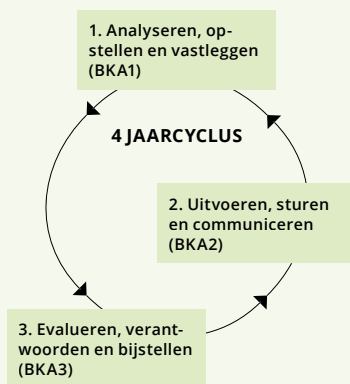 1. Analyseren, op-
stellen en vastleggen
(BKA1)
4 JAARCYCLUS
2. Uitvoeren, sturen
en communiceren
(BKA2)
3. Evalueren, verant-
woorden en bijstellen
(BKA3)